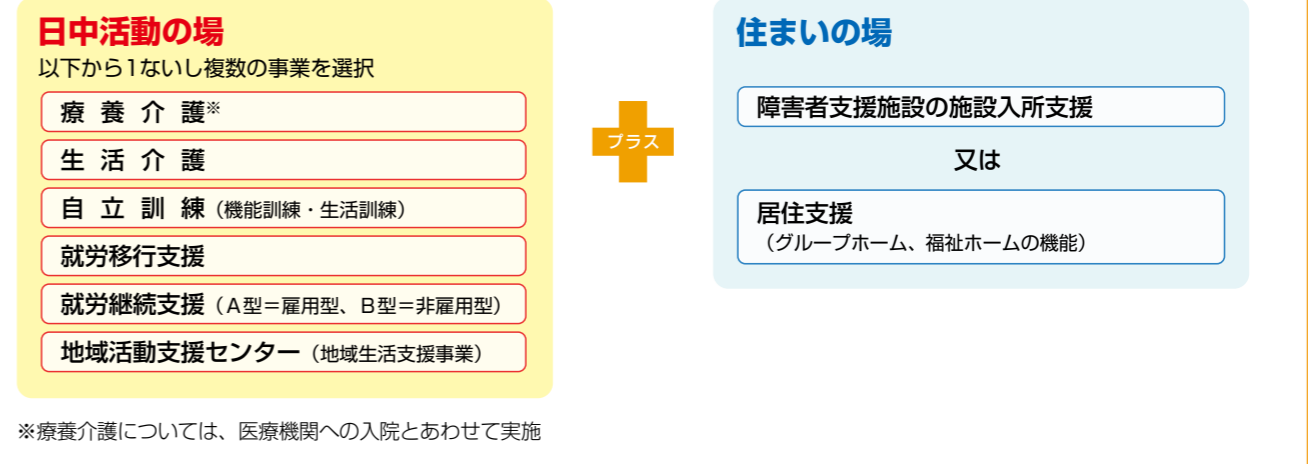 日中活動の場
以下から1ないし複数の事業を選択
療養介護※
生活介護
自立訓練（機能訓練・生活訓練）
就労移行支援
就労継続支援（A型＝雇用型、B型＝非雇用型）
地域活動支援センター（地域生活支援事業）
※療養介護については、医療機関への入院とあわせて実施
プラス
住まいの場
障害者支援施設の施設入所支援
又は
居住支援
（グループホーム、福祉ホームの機能）